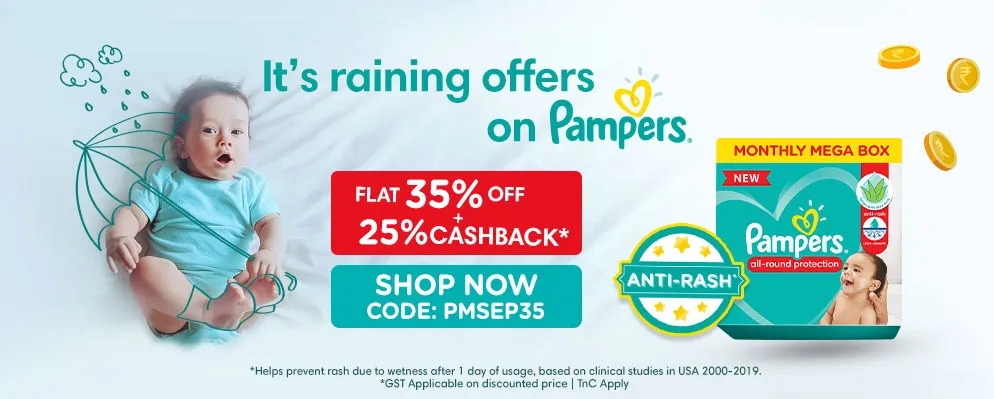 It's raining offers
on Pampers.
FLAT 35% OFF
+
25% CASHBACK*
SHOP NOW
CODE: PMSEP35
MONTHLY MEGA BOX
NEW
anti-rash
Pampers.
all-round protection
ANTI-RASH*
*Helps prevent rash due to wetness after 1 day of usage, based on clinical studies in USA 2000-2019.
*GST Applicable on discounted price | TnC Apply